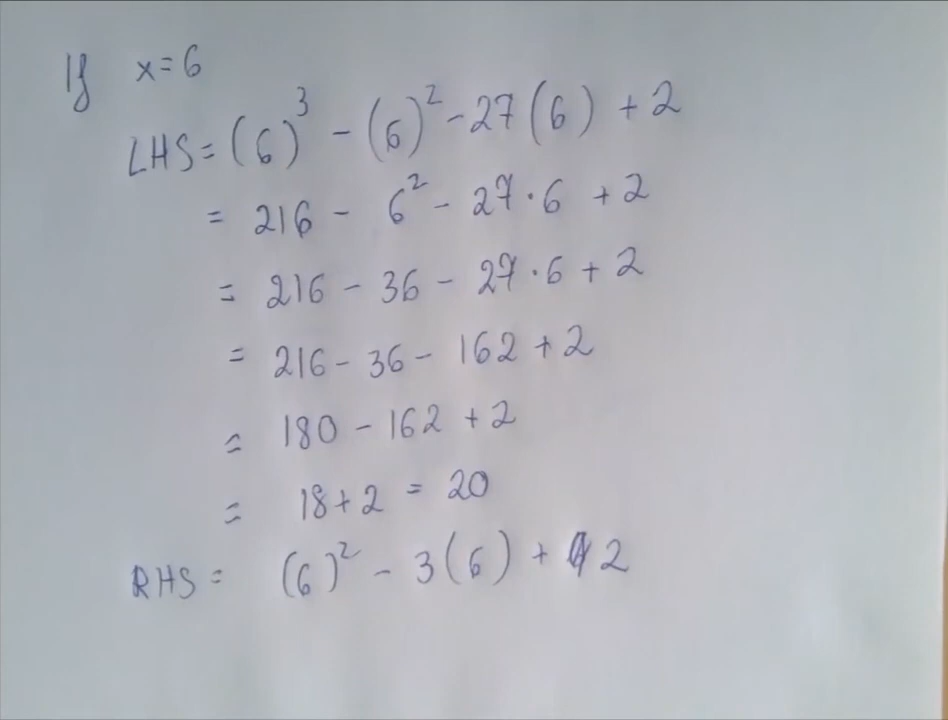 If x=6
LHS = (6)³ - (6)² - 27(6) + 2
= 216 - 6² - 27·6 + 2
= 216 - 36 - 27·6 + 2
= 216 - 36 - 162 + 2
= 180 - 162 + 2
= 18+2 = 20
RHS = (6)² - 3(6) + 2